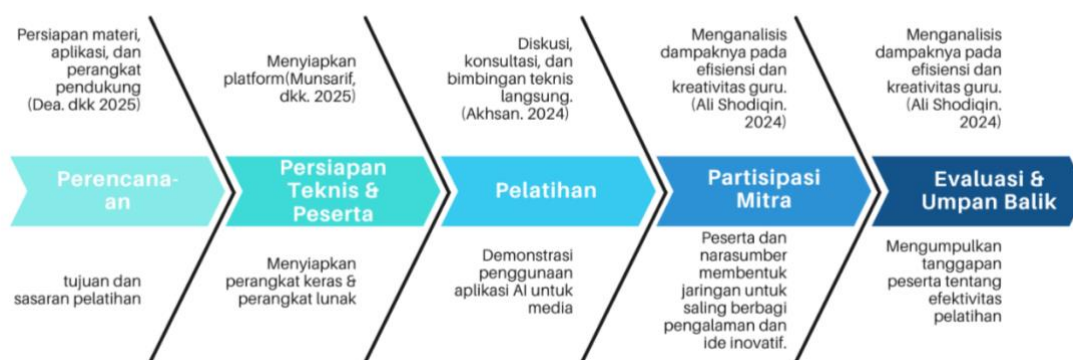 Persiapan materi,
aplikasi, dan
perangkat
pendukung
(Dea. dkk 2025)
Perencana-
an
tujuan dan
sasaran pelatihan
Menyiapkan
platform(Munsarif,
dkk. 2025)
Persiapan
Teknis &
Peserta
Menyiapkan
perangkat keras &
perangkat lunak
Diskusi,
konsultasi, dan
bimbingan teknis
langsung.
(Akhsan. 2024)
Pelatihan
Demonstrasi
penggunaan
aplikasi AI untuk
media
Menganalisis
dampaknya pada
efisiensi dan
kreativitas guru.
(Ali Shodiqin.
2024)
Partisipasi
Mitra
Peserta dan
narasumber
membentuk
jaringan untuk
saling berbagi
pengalaman dan
ide inovatif.
Menganalisis
dampaknya pada
efisiensi dan
kreativitas guru.
(Ali Shodiqin.
2024)
Evaluasi &
Umpan Balik
Mengumpulkan
tanggapan
peserta tentang
efektivitas
pelatihan